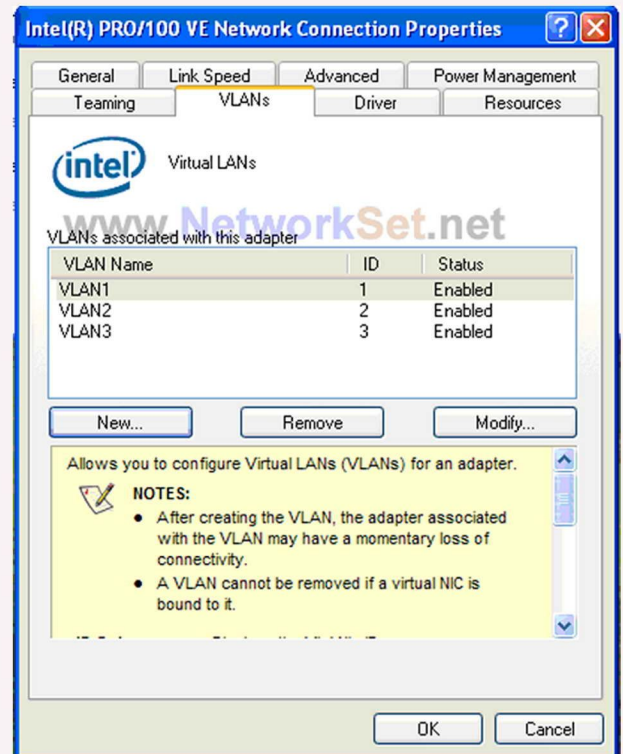 Intel(R) PRO/100 VE Network Connection Properties
General Link Speed Advanced Power Management
Teaming VLANs Driver Resources
intel
Virtual LANs
www.NetworkSet.net
VLANs associated with this adapter
VLAN Name ID Status
VLAN1 1 Enabled
VLAN2 2 Enabled
VLAN3 3 Enabled
New... Remove Modify...
Allows you to configure Virtual LANs (VLANs) for an adapter.
NOTES:
• After creating the VLAN, the adapter associated
with the VLAN may have a momentary loss of
connectivity.
• A VLAN cannot be removed if a virtual NIC is
bound to it.
OK Cancel